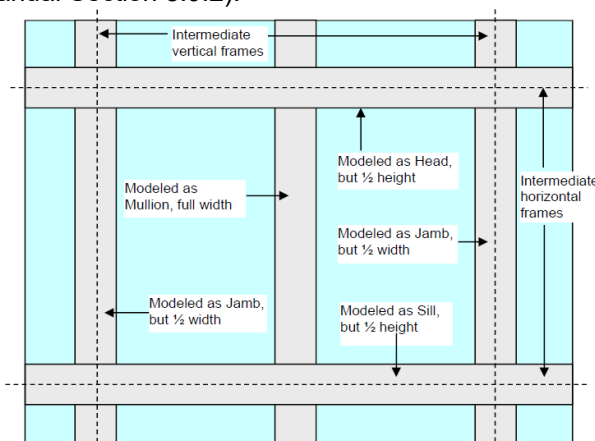 anual Section
Intermediate
vertical frames
Modeled as Head,
but ½ height
Modeled as
Mullion, full width
Intermediate
horizontal
frames
Modeled as Jamb,
but ½ width
Modeled as Jamb,
but ½ width
Modeled as Sill,
but ½ height